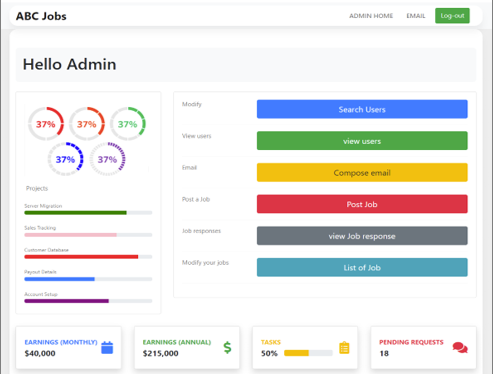 ABC Jobs
ADMIN HOME
EMAIL
Log-out
Hello Admin
37%
37%
37%
37%
37%
Projects
Server Migration
Sales Tracking
Customer Database
Payout Details
Account Setup
Modify
Search Users
View users
view users
Email
Compose email
Post a Job
Post Job
Job responses
view Job response
Modify your jobs
List of Job
EARNINGS (MONTHLY)
$40,000
EARNINGS (ANNUAL)
$215,000
TASKS
50%
PENDING REQUESTS
18